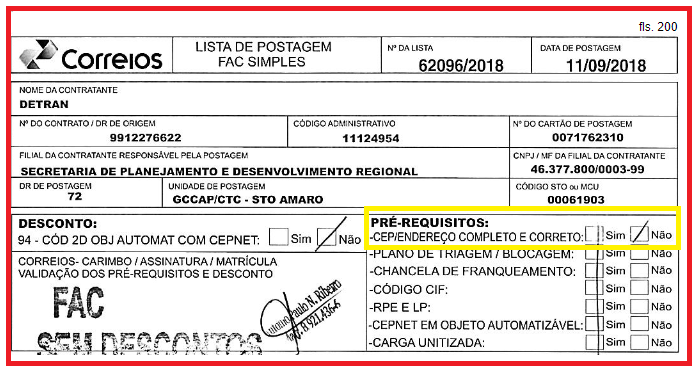 fls. 200
Correios
LISTA DE POSTAGEM
FAC SIMPLES
Nº DA LISTA
62096/2018
DATA DE POSTAGEM
11/09/2018
NOME DA CONTRATANTE
DETRAN
Nº DO CONTRATO / DR DE ORIGEM
9912276622
CÓDIGO ADMINISTRATIVO
11124954
Nº DO CARTÃO DE POSTAGEM
0071762310
FILIAL DA CONTRATANTE RESPONSÁVEL PELA POSTAGEM
SECRETARIA DE PLANEJAMENTO E DESENVOLVIMENTO REGIONAL
CNPJ / MF DA FILIAL DA CONTRATANTE
46.377.800/0003-99
DR DE POSTAGEM
72
UNIDADE DE POSTAGEM
GCCAP/CTC - STO AMARO
CÓDIGO STO ou MCU
00061903
DESCONTO:
94 - CÓD 2D OBJ AUTOMAT COM CEPNET: Sim Não
CORREIOS- CARIMBO / ASSINATURA / MATRÍCULA
VALIDAÇÃO DOS PRÉ-REQUISITOS E DESCONTO
FAC
SEM DESCONTOS
Paulo N. Ribeiro
PRÉ-REQUISITOS:
-CEP/ENDEREÇO COMPLETO E CORRETO: Sim Não
-PLANO DE TRIAGEM / BLOCAGEM: Sim Não
-CHANCELA DE FRANQUEAMENTO: Sim Não
-CÓDIGO CIF: Sim Não
-RPE E LP: Sim Não
-CEPNET EM OBJETO AUTOMATIZÁVEL: Sim Não
-CARGA UNITIZADA: Sim Não